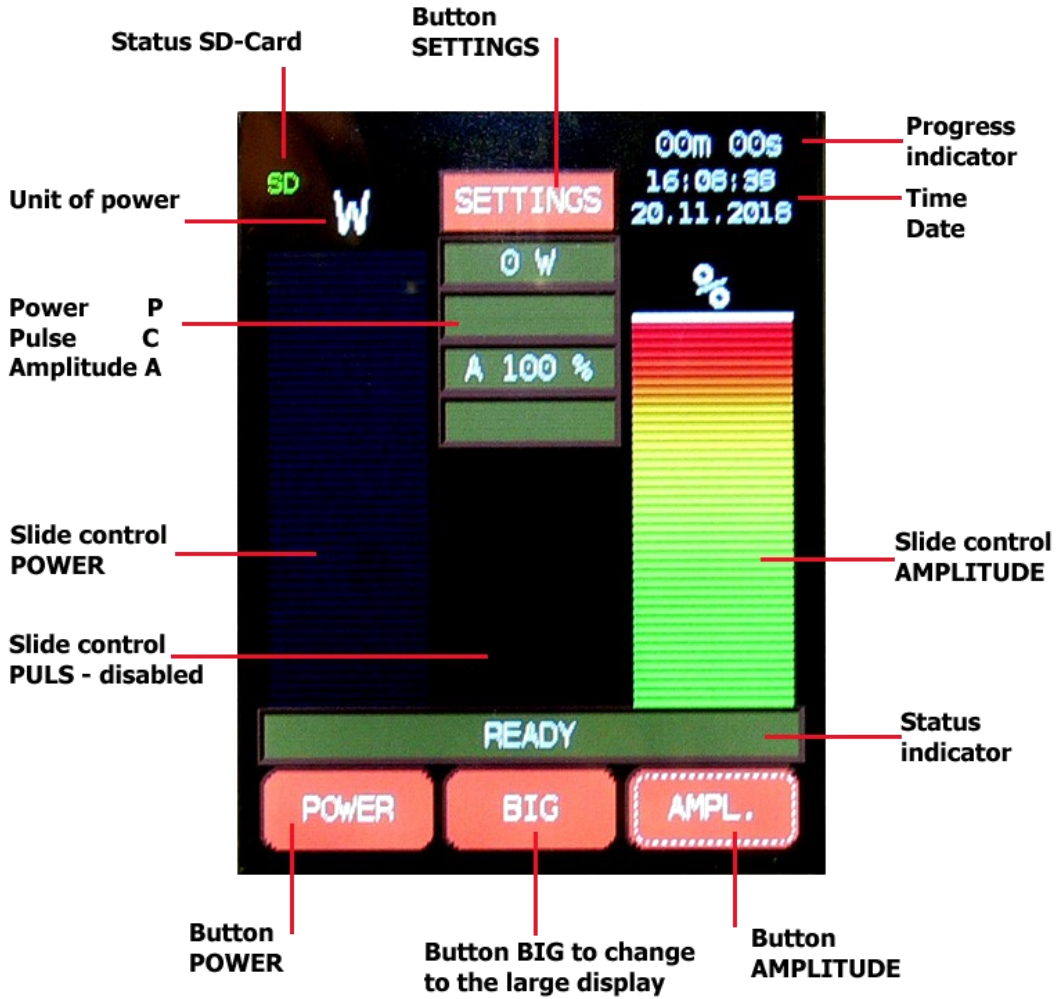 Button
SETTINGS
Status SD-Card
00m 00s
Progress
indicator
SD
SETTINGS
16:08:38
20.11.2018
Time
Date
Unit of power
W
0 W
%
Power P
Pulse C
Amplitude A
A 100 %
Slide control
POWER
Slide control
AMPLITUDE
Slide control
PULS - disabled
READY
Status
indicator
POWER
BIG
AMPL.
Button
POWER
Button BIG to change
to the large display
Button
AMPLITUDE